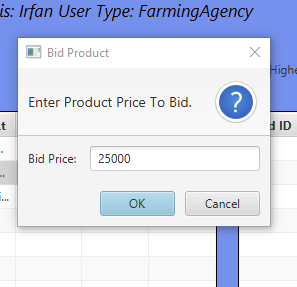 is: Irfan User Type: FarmingAgency
Bid Product
Highe
Enter Product Price To Bid.
?
Bid Price: 25000
OK Cancel
d ID